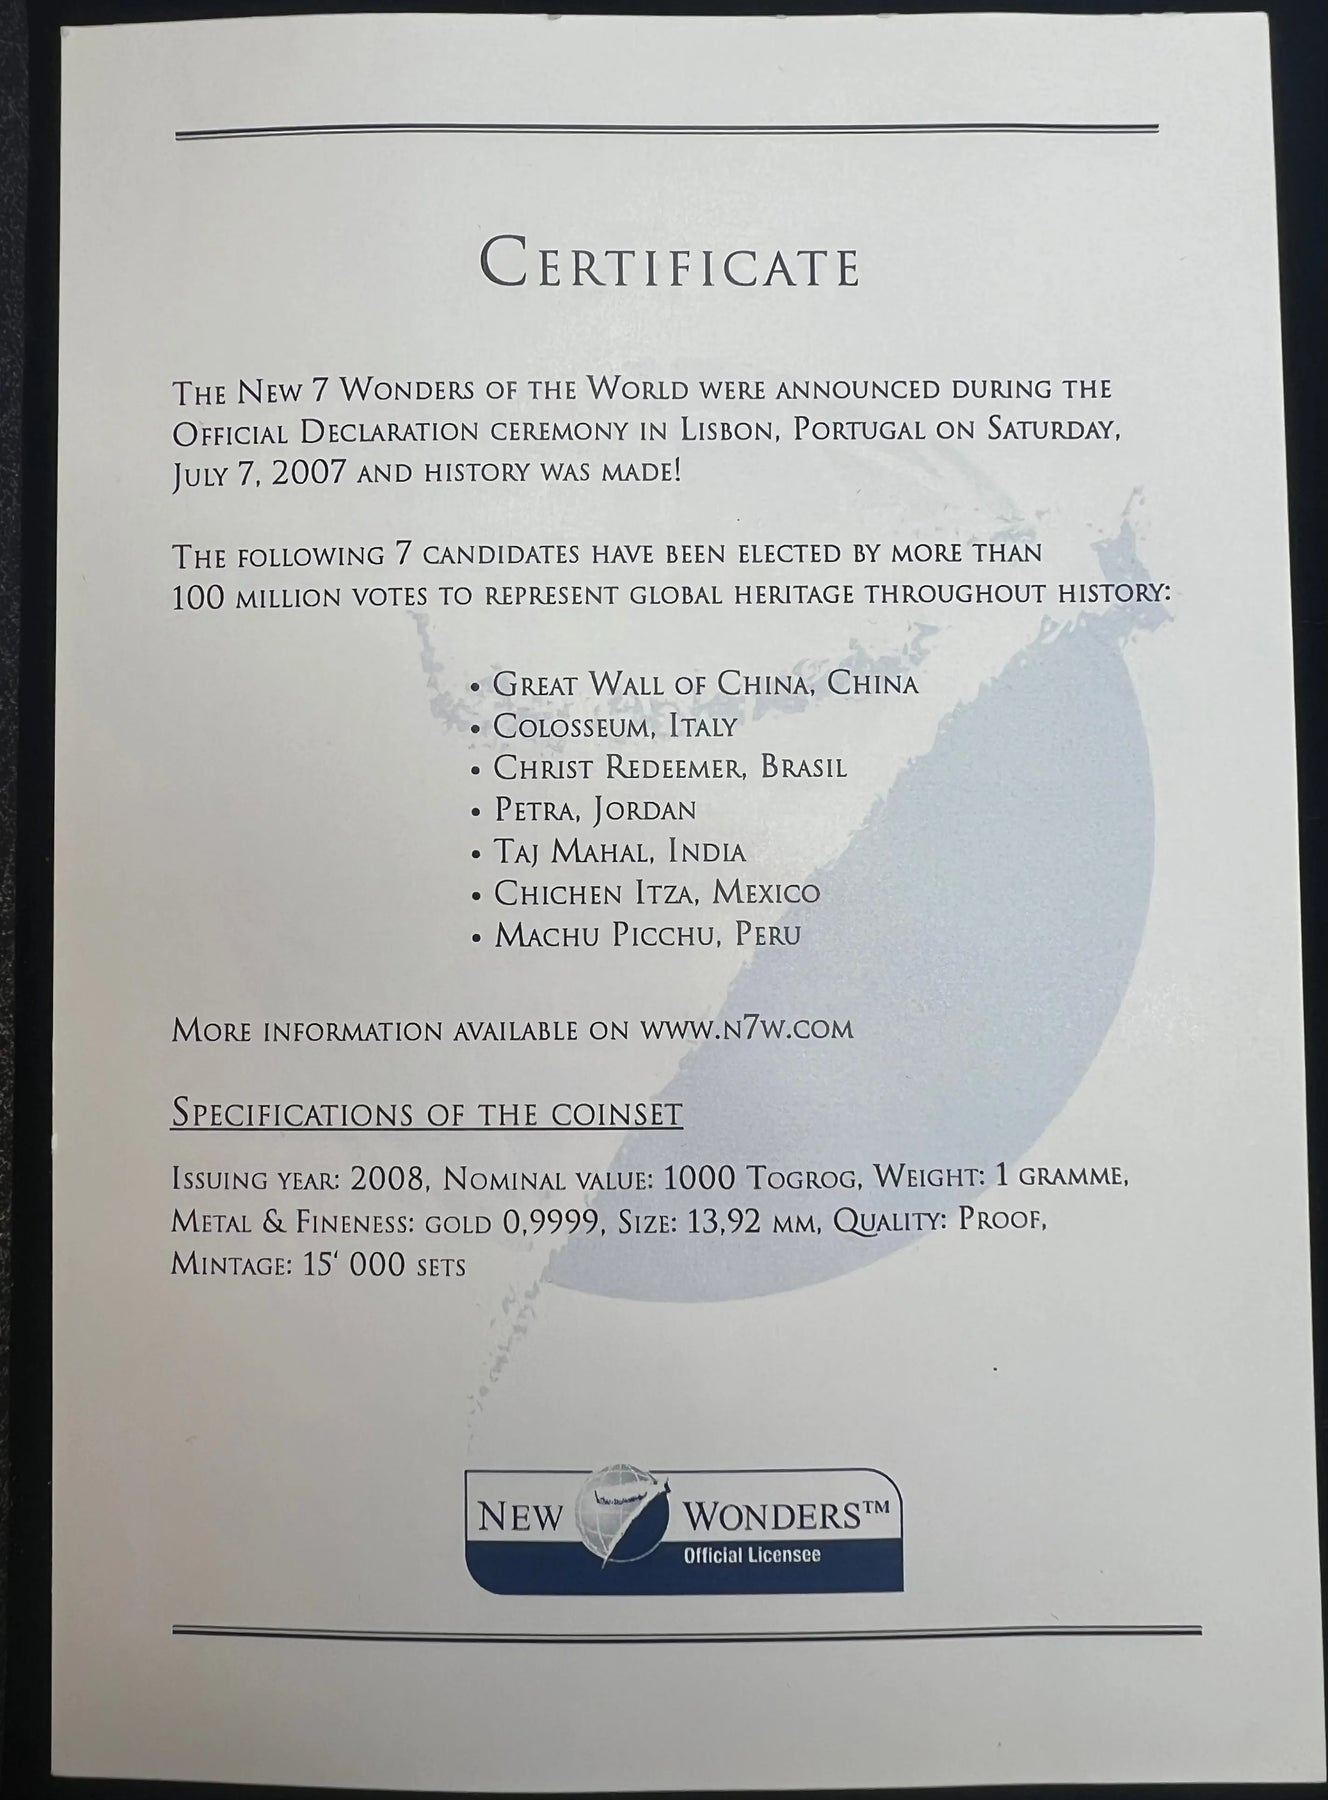 Certificate
The New 7 Wonders of the World were announced during the
Official Declaration ceremony in Lisbon, Portugal on Saturday,
July 7, 2007 and history was made!
The following 7 candidates have been elected by more than
100 million votes to represent global heritage throughout history:
• Great Wall of China, China
• Colosseum, Italy
• Christ Redeemer, Brasil
• Petra, Jordan
• Taj Mahal, India
• Chichen Itza, Mexico
• Machu Picchu, Peru
More information available on www.n7w.com
Specifications of the coinset
Issuing year: 2008, Nominal value: 1000 Togrog, Weight: 1 gramme,
Metal & Fineness: gold 0,9999, Size: 13,92 mm, Quality: Proof,
Mintage: 15‘ 000 sets
New Wonders™
Official Licensee